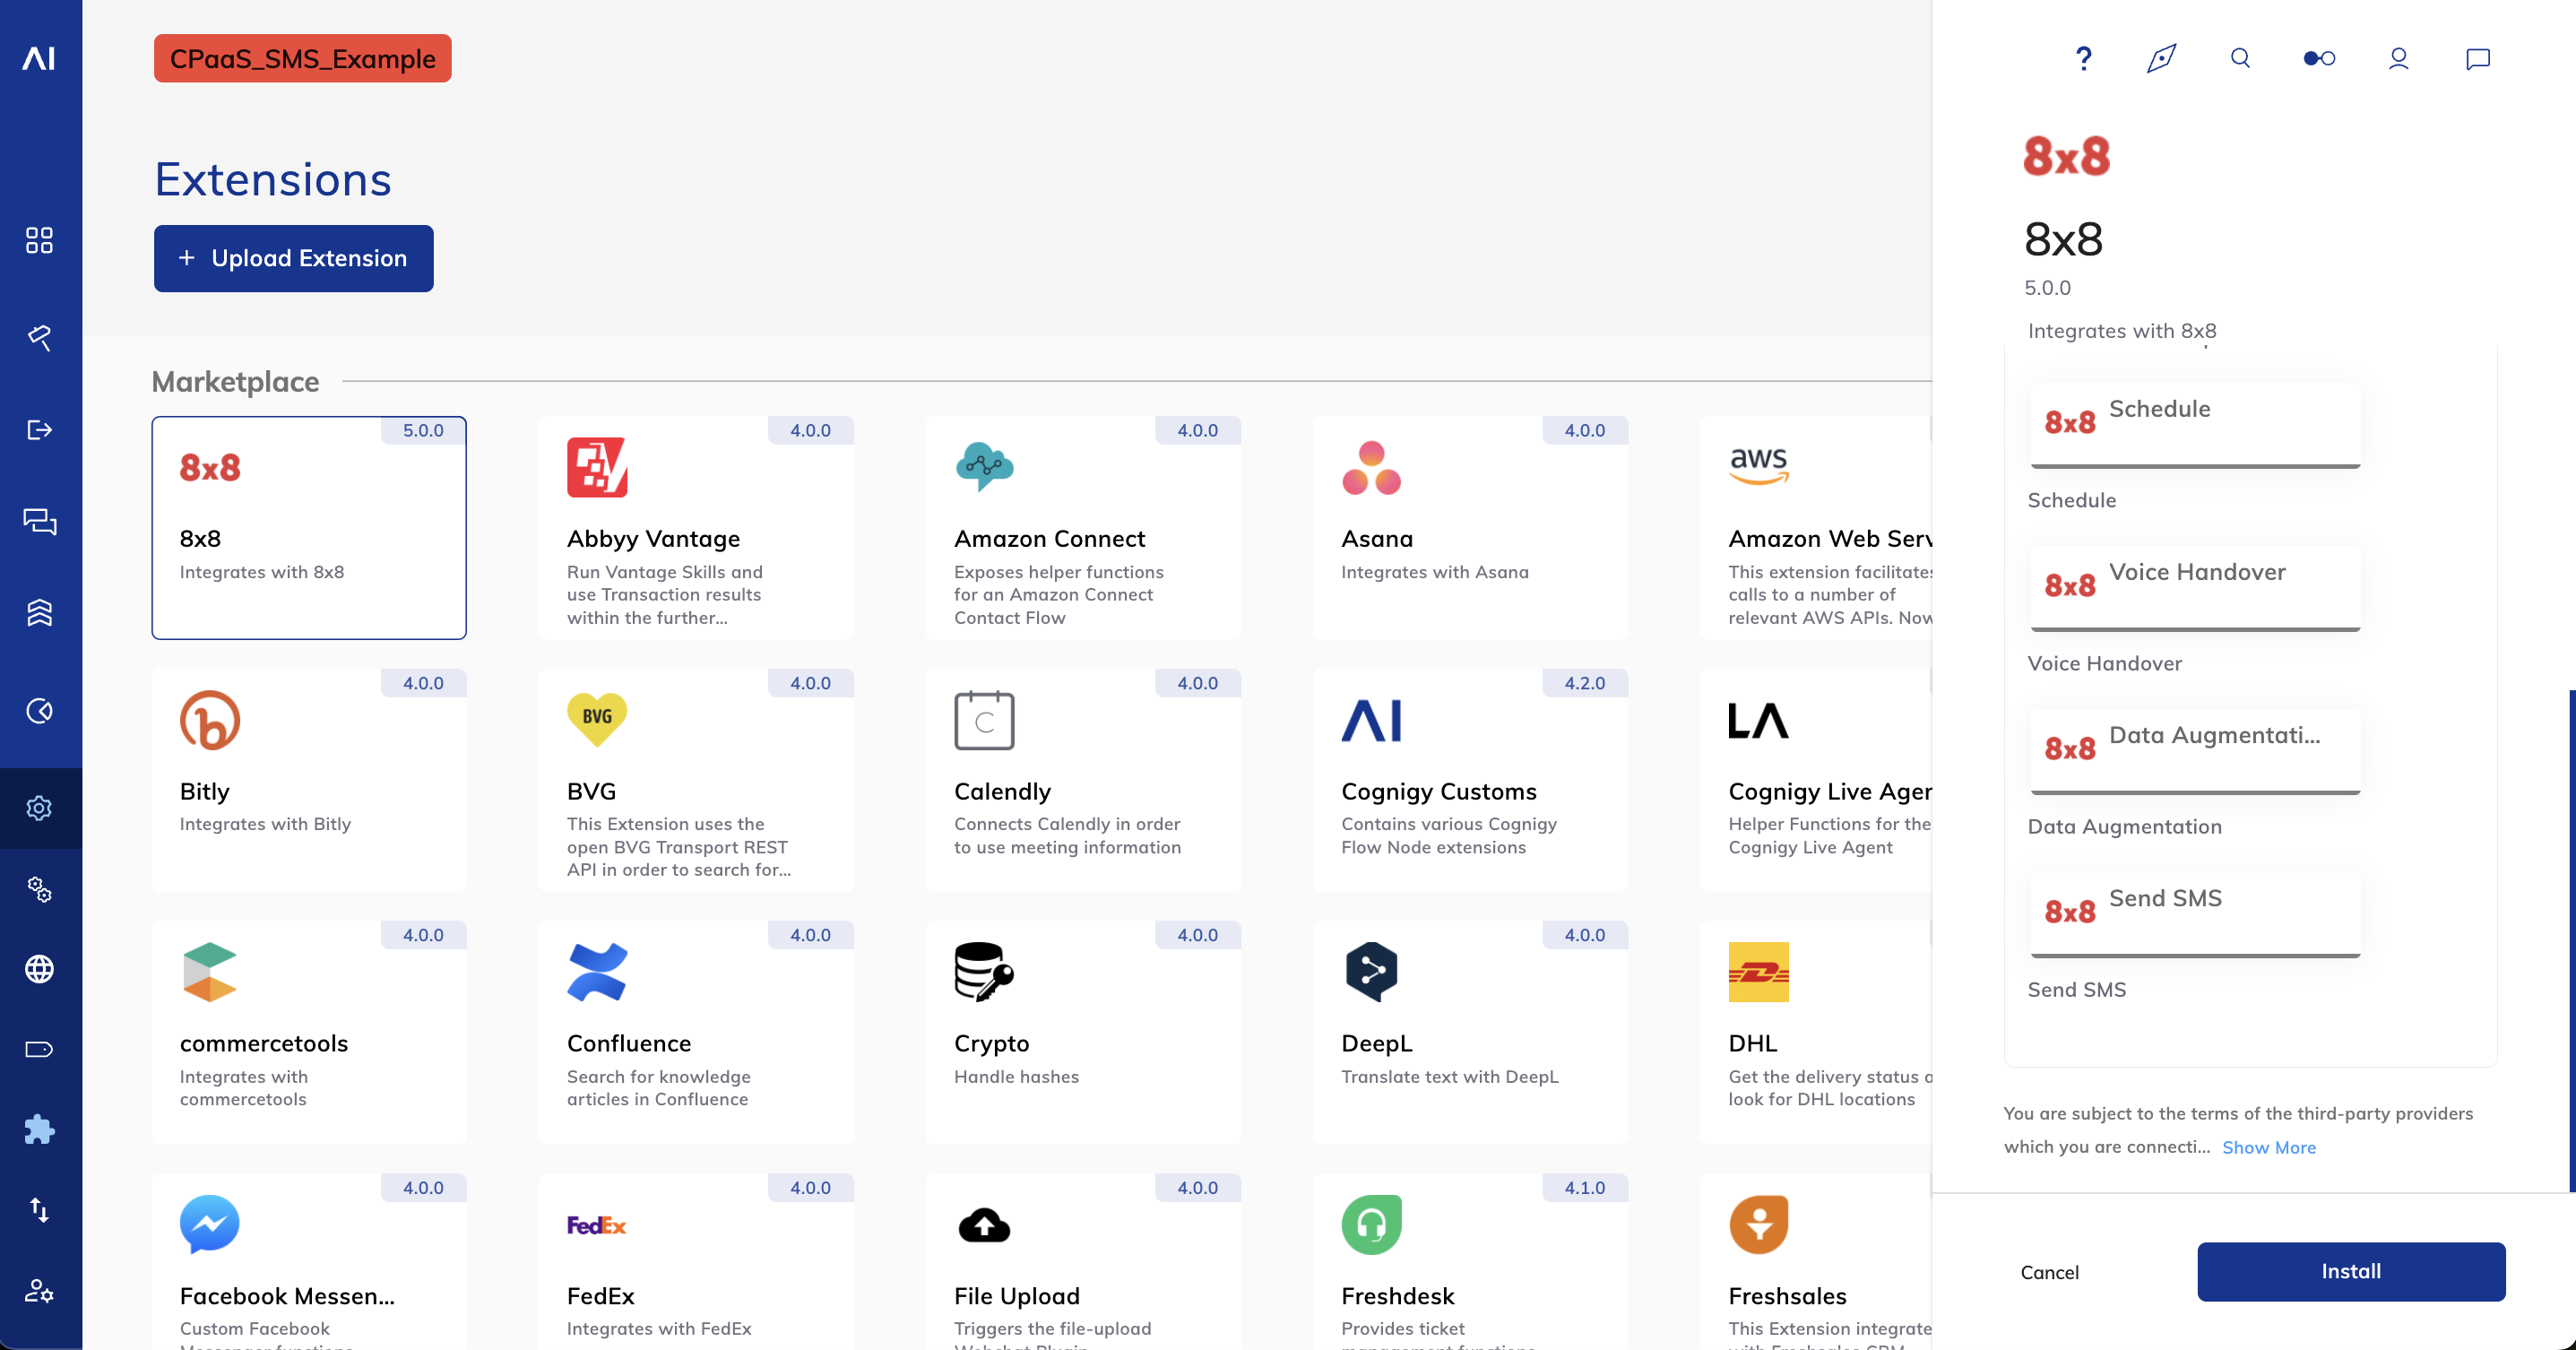 AI
CPaaS_SMS_Example
?
Extensions
+ Upload Extension
Marketplace
5.0.0
8x8
8x8
Integrates with 8x8
4.0.0
Abbyy Vantage
Run Vantage Skills and
use Transaction results
within the further...
4.0.0
Amazon Connect
Exposes helper functions
for an Amazon Connect
Contact Flow
4.0.0
Asana
Integrates with Asana
aws
Amazon Web Serv
This extension facilitates
calls to a number of
relevant AWS APIs. Now
4.0.0
Bitly
Integrates with Bitly
4.0.0
BVG
BVG
This Extension uses the
open BVG Transport REST
API in order to search for...
4.0.0
C
Calendly
Connects Calendly in order
to use meeting information
4.2.0
AI
Cognigy Customs
Contains various Cognigy
Flow Node extensions
LA
Cognigy Live Agen
Helper Functions for the
Cognigy Live Agent
4.0.0
commercetools
Integrates with
commercetools
4.0.0
Confluence
Search for knowledge
articles in Confluence
4.0.0
Crypto
Handle hashes
4.0.0
DeepL
Translate text with DeepL
DHL
Get the delivery status a
look for DHL locations
4.0.0
Facebook Messen...
Custom Facebook
Messenger functions
4.0.0
FedEx
FedEx
Integrates with FedEx
4.0.0
File Upload
Triggers the file-upload
Webchat Plugin
4.1.0
Freshdesk
Provides ticket
management functions
Freshsales
This Extension integrate
with Freshsales CRM
8x8
8x8
5.0.0
Integrates with 8x8
8x8 Schedule
Schedule
8x8 Voice Handover
Voice Handover
8x8 Data Augmentati...
Data Augmentation
8x8 Send SMS
Send SMS
You are subject to the terms of the third-party providers
which you are connecti... Show More
Cancel
Install